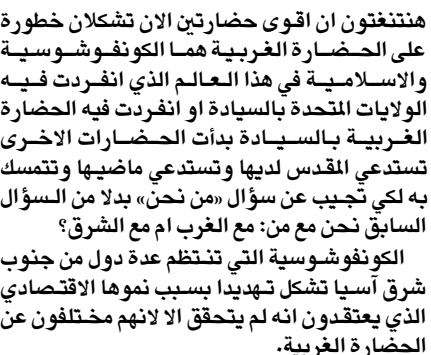 هنتنغتون ان اقوى حضارتين الان تشكلان خطورة
على الحضارة الغربية هما الكونفوشوسية
والاسلامية في هذا العالم الذي انفردت فيه
الولايات المتحدة بالسيادة او انفردت فيه الحضارة
الغربية بالسيادة بدأت الحضارات الاخرى
تستدعي المقدس لديها وتستدعي ماضيها وتتمسك
به لكي تجيب عن سؤال «من نحن» بدلا من السؤال
السابق نحن مع من: مع الغرب ام مع الشرق؟
الكونفوشوسية التي تنتظم عدة دول من جنوب
شرق آسيا تشكل تهديدا بسبب نموها الاقتصادي
الذي يعتقدون انه لم يتحقق الا لانهم مختلفون عن
الحضارة الغربية.